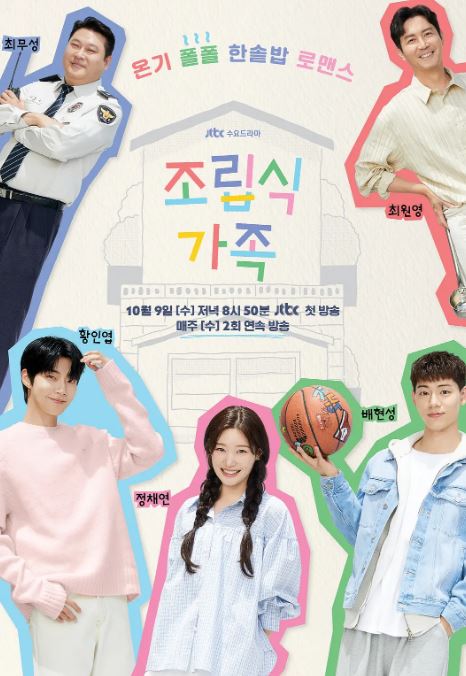 최무성
온기 폴폴 한솥밥 로맨스
jtbc 수요드라마
조립식
가족
최원영
10월 9일 [수] 저녁 8시 50분 jtbc 첫 방송
매주 [수] 2회 연속 방송
황인엽
배현성
정채연